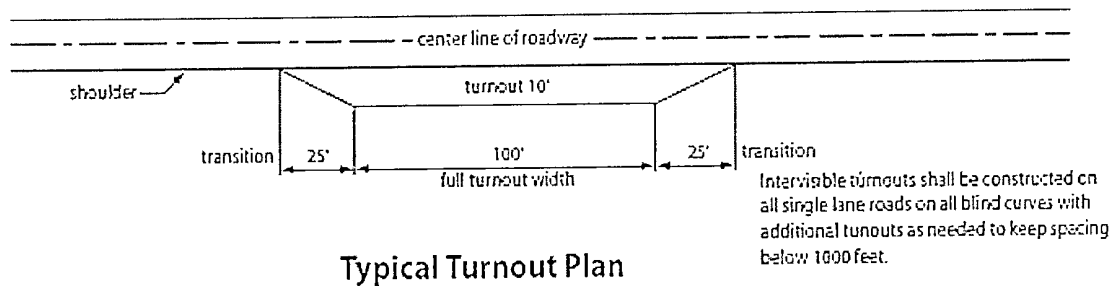 center line of roadway
shoulder
turnout 10'
transition 25' 100' 25' transition
full turnout width
Intervisible turnouts shall be constructed on
all single lane roads on all blind curves with
additional tunouts as needed to keep spacing
below 1000 feet.
Typical Turnout Plan